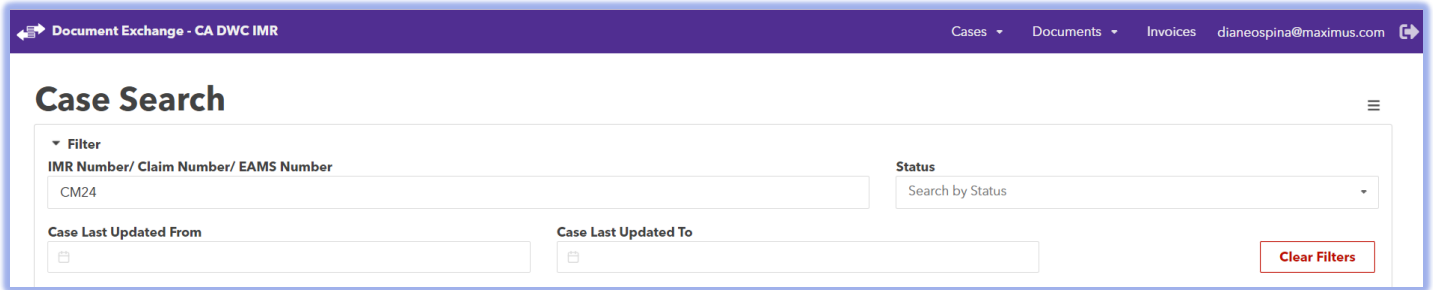 Document Exchange - CA DWC IMR Cases Documents Invoices dianeospina@maximus.com
Case Search
Filter
IMR Number/ Claim Number/ EAMS Number Status
CM24 Search by Status
Case Last Updated From Case Last Updated To
Clear Filters